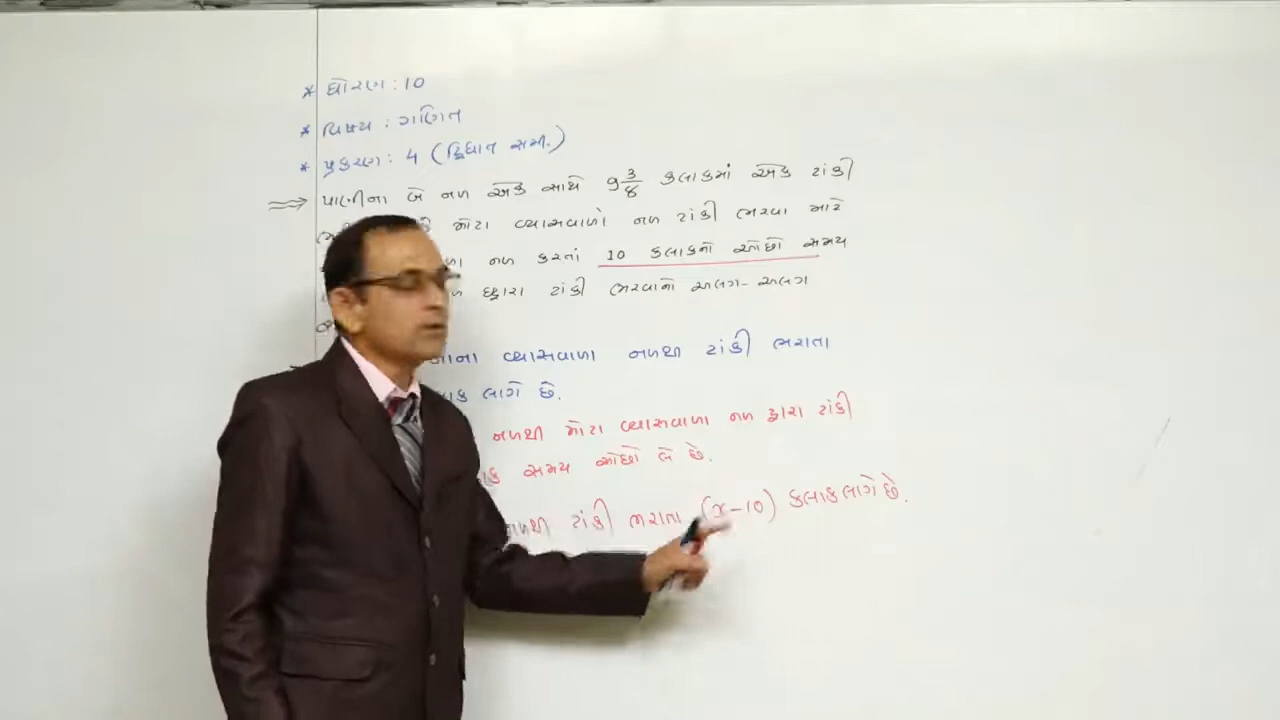 * ધોરણ : 10
* વિષય : ગણિત
* પ્રકરણ : 4 (દ્વિઘાત સમી.)
પાણીના બે નળ એક સાથે 9 3/8 કલાકમાં એક ટાંકી
મોટા વ્યાસવાળો નળ ટાંકી ભરવા માટે
નળ કરતાં 10 કલાકનો ઓછો સમય
દ્વારા ટાંકી ભરવાનો અલગ-અલગ
વ્યાસવાળા નળથી ટાંકી ભરાતા
લાગે છે.
નળથી મોટા વ્યાસવાળા નળ દ્વારા ટાંકી
સમય ઓછો લે છે.
ટાંકી ભરાતા (x-10) કલાક લાગે છે.